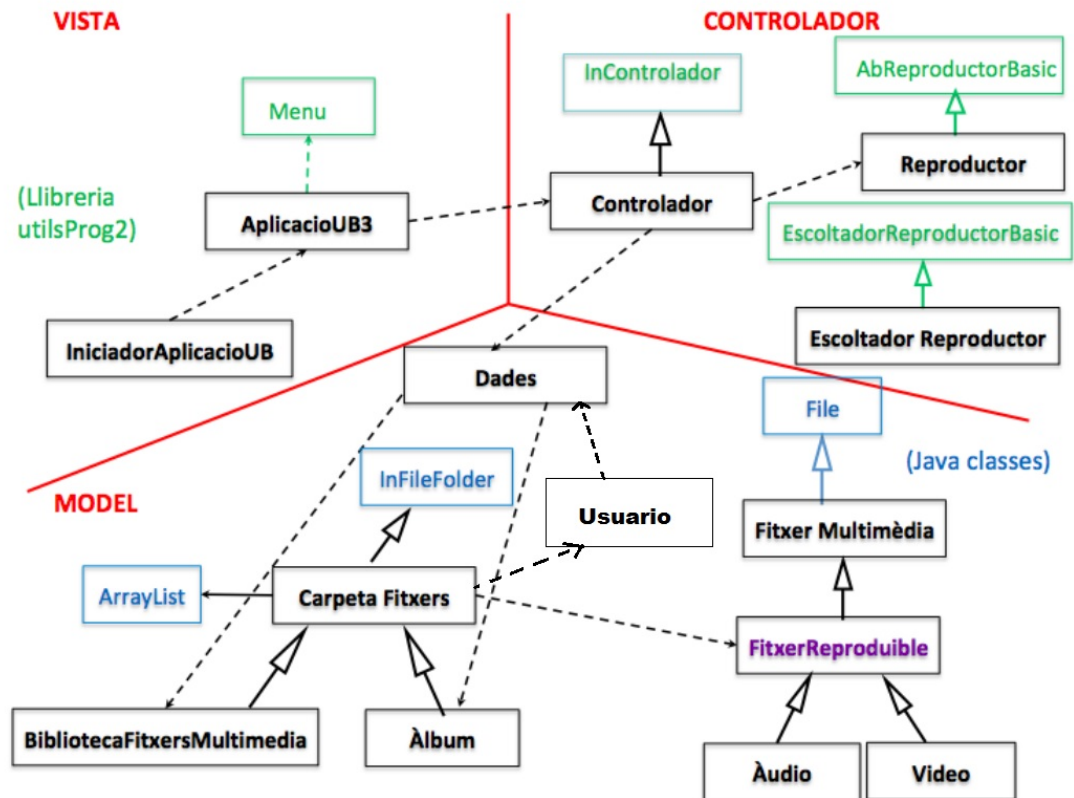 VISTA
CONTROLADOR
InControlador
AbReproductorBasic
Menu
Reproductor
(Llibreria
utilsProg2)
AplicacioUB3
Controlador
EscoltadorReproductorBasic
IniciadorAplicacioUB
Escoltador Reproductor
Dades
File
(Java classes)
InFileFolder
MODEL
Usuario
Fitxer Multimèdia
ArrayList
Carpeta Fitxers
FitxerReproduible
BibliotecaFitxersMultimedia
Àlbum
Àudio
Video